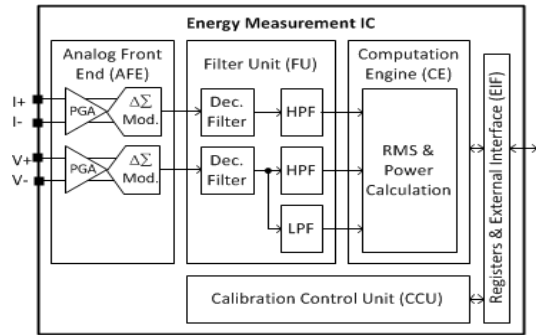 Energy Measurement IC
Analog Front
End (AFE)
Filter Unit (FU)
Computation
Engine (CE)
I+
I-
PGA
ΔΣ
Mod.
Dec.
Filter
HPF
V+
V-
PGA
ΔΣ
Mod.
Dec.
Filter
HPF
LPF
RMS &
Power
Calculation
Registers & External Interface (EIF)
Calibration Control Unit (CCU)